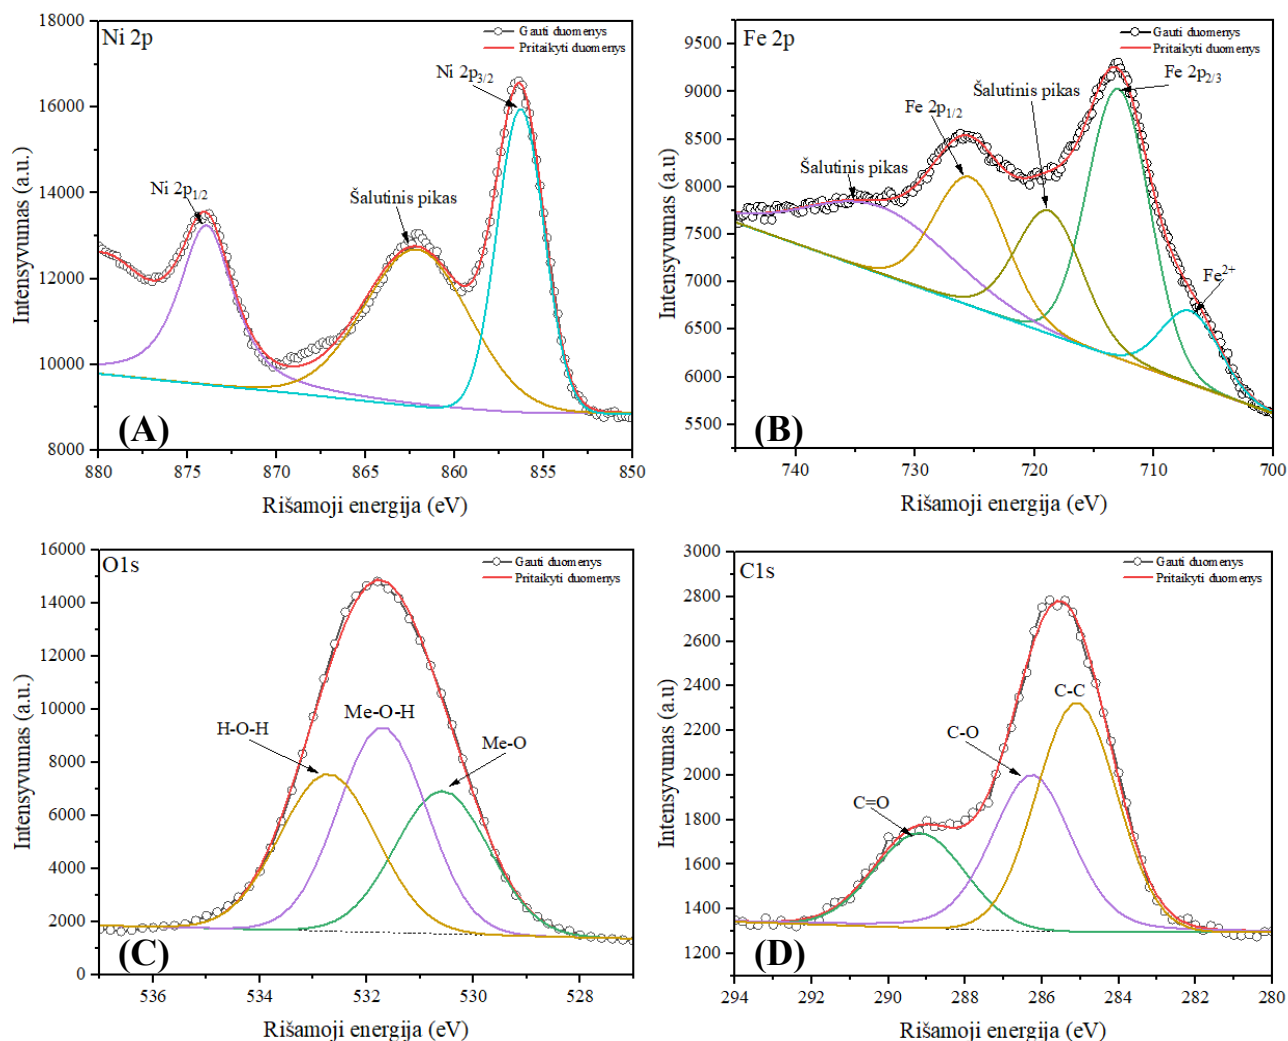 Ni 2p
Gauti duomenys
Pritaikyti duomenys
Ni 2p3/2
Ni 2p1/2
Šalutinis pikas
Intensyvumas (a.u.)
18000
16000
14000
12000
10000
8000
(A)
880 875 870 865 860 855 850
Rišamoji energija (eV)
Fe 2p
Gauti duomenys
Pritaikyti duomenys
Fe 2p2/3
Šalutinis pikas
Fe 2p1/2
Šalutinis pikas
Fe2+
Intensyvumas (a.u)
9500
9000
8500
8000
7500
7000
6500
6000
5500
(B)
740 730 720 710 700
Rišamoji energija (eV)
O1s
Gauti duomenys
Pritaikyti duomenys
H-O-H
Me-O-H
Me-O
Intensyvumas (a.u.)
16000
14000
12000
10000
8000
6000
4000
2000
0
(C)
536 534 532 530 528
Rišamoji energija (eV)
C1s
Gauti duomenys
Pritaikyti duomenys
C-C
C-O
C=O
Intensyvumas (a.u)
3000
2800
2600
2400
2200
2000
1800
1600
1400
1200
(D)
294 292 290 288 286 284 282 280
Rišamoji energija (eV)